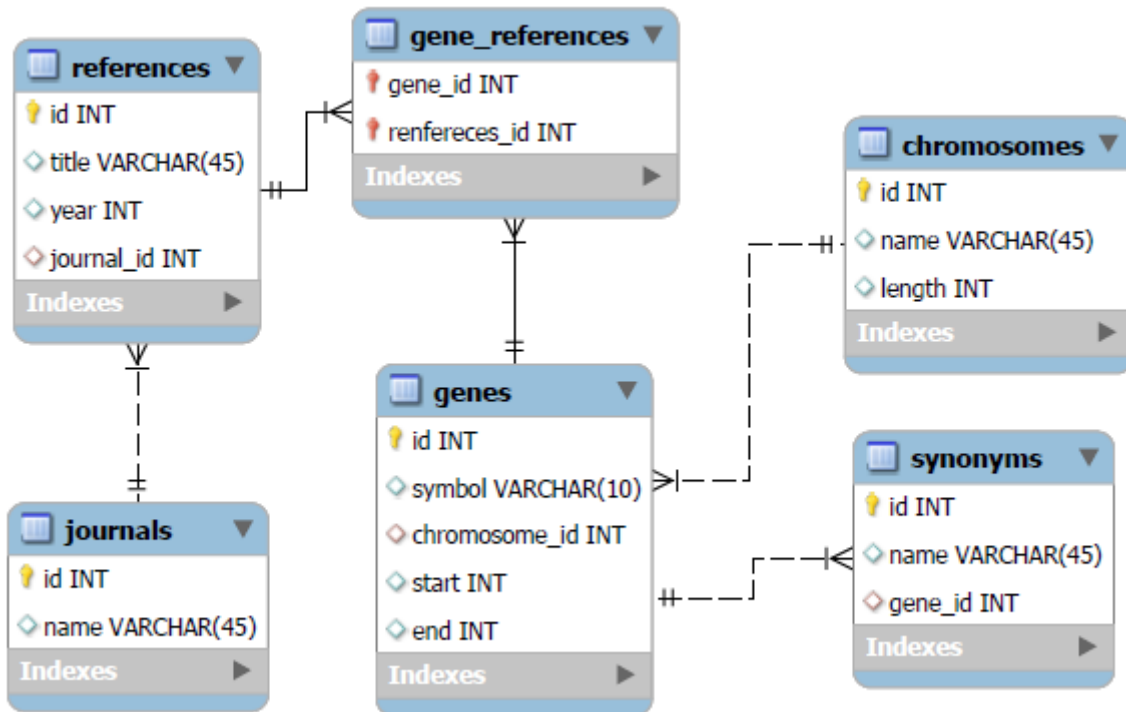 references
id INT
title VARCHAR(45)
year INT
journal_id INT
Indexes
gene_references
gene_id INT
renfereces_id INT
Indexes
chromosomes
id INT
name VARCHAR(45)
length INT
Indexes
journals
id INT
name VARCHAR(45)
Indexes
genes
id INT
symbol VARCHAR(10)
chromosome_id INT
start INT
end INT
Indexes
synonyms
id INT
name VARCHAR(45)
gene_id INT
Indexes